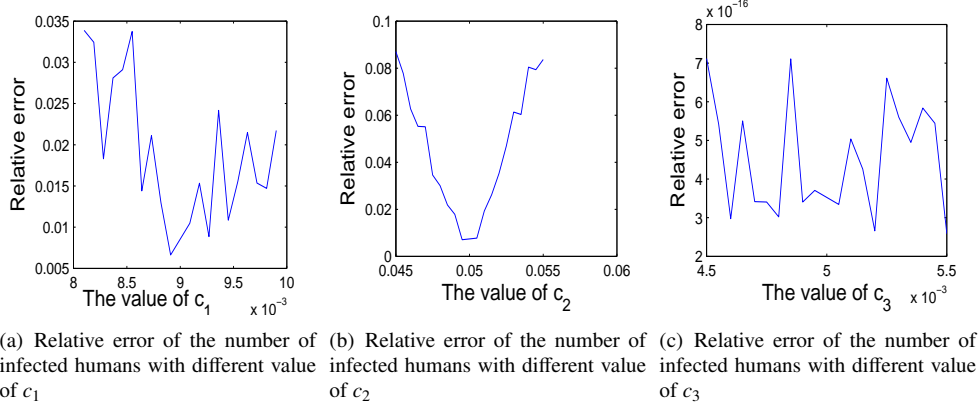 0.035
0.03
0.025
0.02
0.015
0.01
0.005
Relative error
8 8.5 9 9.5 10
The value of c1
x 10^-3
0.1
0.08
0.06
0.04
0.02
0
Relative error
0.045 0.05 0.055 0.06
The value of c2
x 10^-16
8
7
6
5
4
3
2
Relative error
4.5 5 5.5
The value of c3
x 10^-3
(a) Relative error of the number of
infected humans with different value
of c1
(b) Relative error of the number of
infected humans with different value
of c2
(c) Relative error of the number of
infected humans with different value
of c3